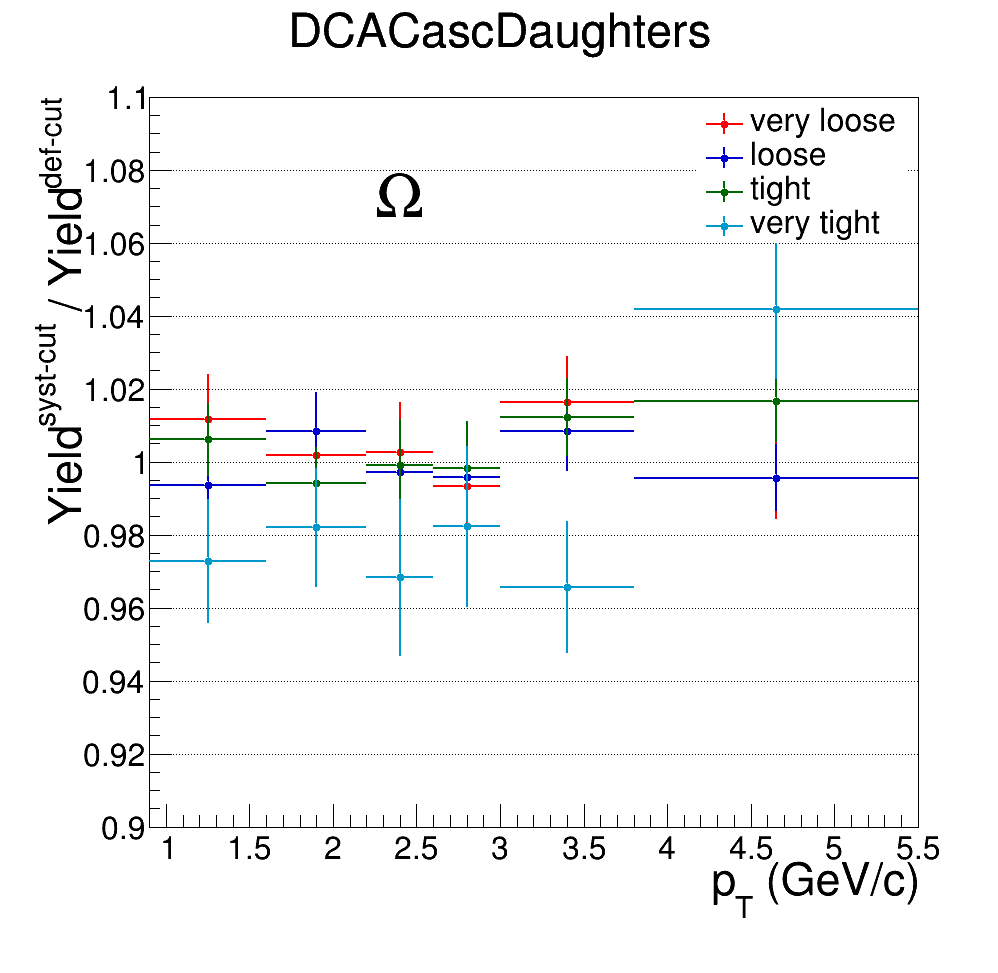 DCACascDaughters
Yield^syst-cut / Yield^def-cut
1.1
1.08
1.06
1.04
1.02
1
0.98
0.96
0.94
0.92
0.9
Ω
very loose
loose
tight
very tight
1 1.5 2 2.5 3 3.5 4 4.5 5 5.5
p_T (GeV/c)